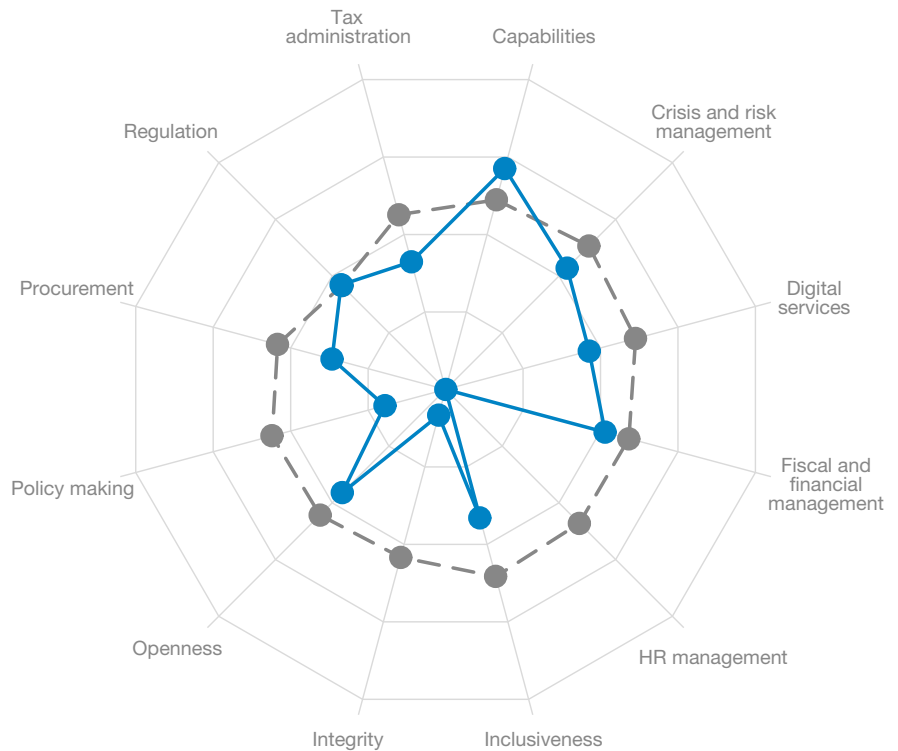 Tax
administration
Capabilities
Crisis and risk
management
Regulation
Procurement
Digital
services
Policy making
Fiscal and
financial
management
Openness
HR management
Integrity
Inclusiveness